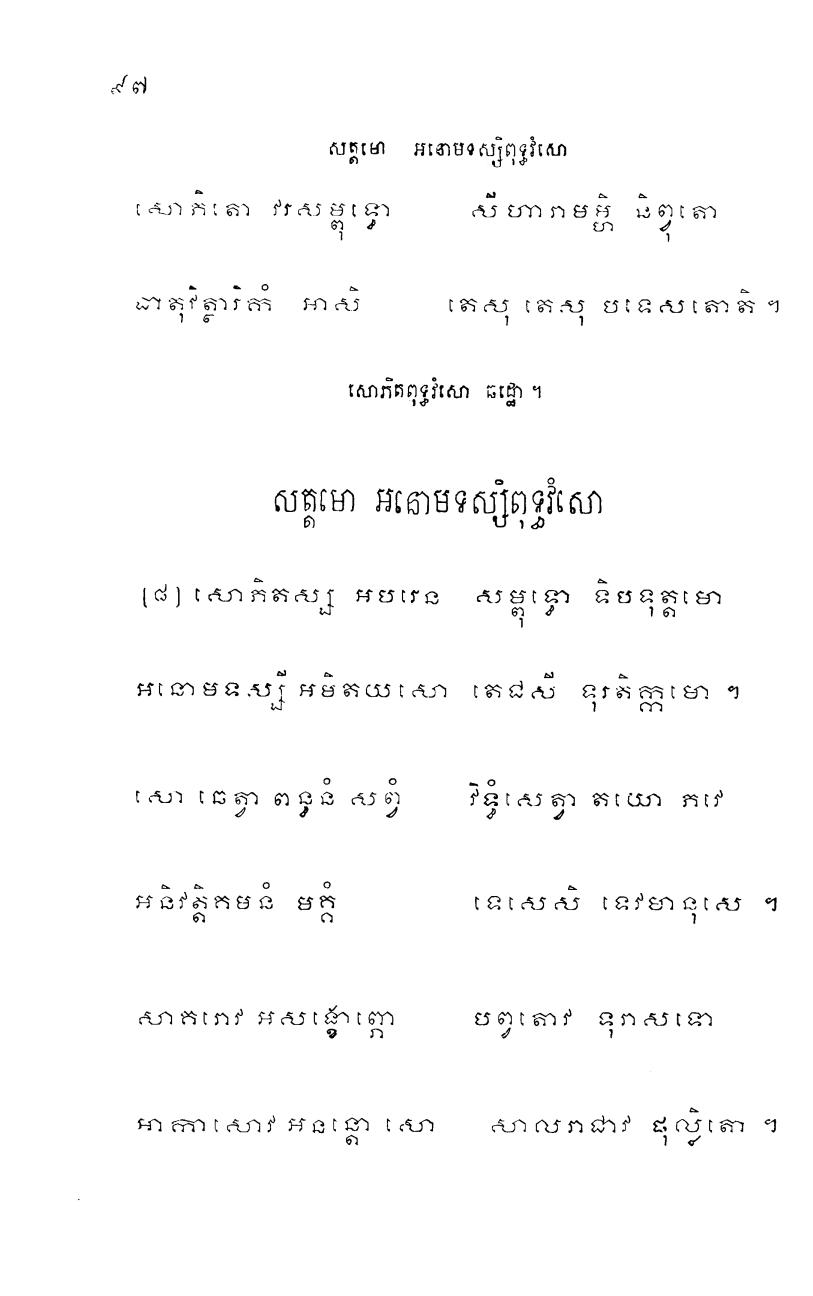 ៩៧
សត្តមោ អនោមទស្សិពុទ្ធវំសោ
សោភិតោ វរសម្ពុទ្ធោ សីហារាមម្ហិ និព្វុតោ
ធាតុវិត្ថារិកំ អាសិ តេសុ តេសុ បទេសតោតិ ។
សោភិតពុទ្ធវំសោ ឆដ្ឋោ ។
សត្តមោ អនោមទស្សិពុទ្ធវំសោ
[៨] សោភិតស្ស អបរេន សម្ពុទ្ធោ ទិបទុត្តមោ
អនោមទស្សី អមិតយសោ តេជសី ទុរតិក្កមោ ។
សោ ឆេត្វា ពន្ធនំ សព្វំ វិទ្ធំសេត្វា តយោ ភវេ
អនិវត្តិគមនំ មគ្គំ ទេសេសិ ទេវមានុសេ ។
សាគរោវ អសង្ខោព្ភោ បព្វតោវ ទុរាសទោ
អាកាសោវ អនន្តោ សោ សាលរាជាវ ផុល្លិតោ ។